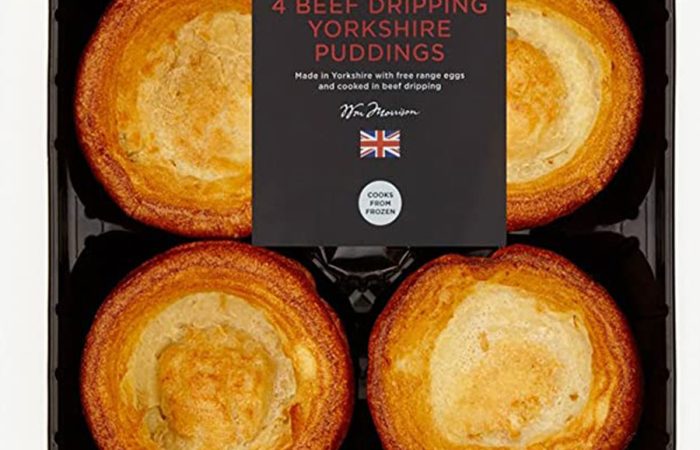 4 BEEF DRIPPING
YORKSHIRE
PUDDINGS
Made in Yorkshire with free range eggs
and cooked in beef dripping
Wm Morrison
COOKS
FROM
FROZEN